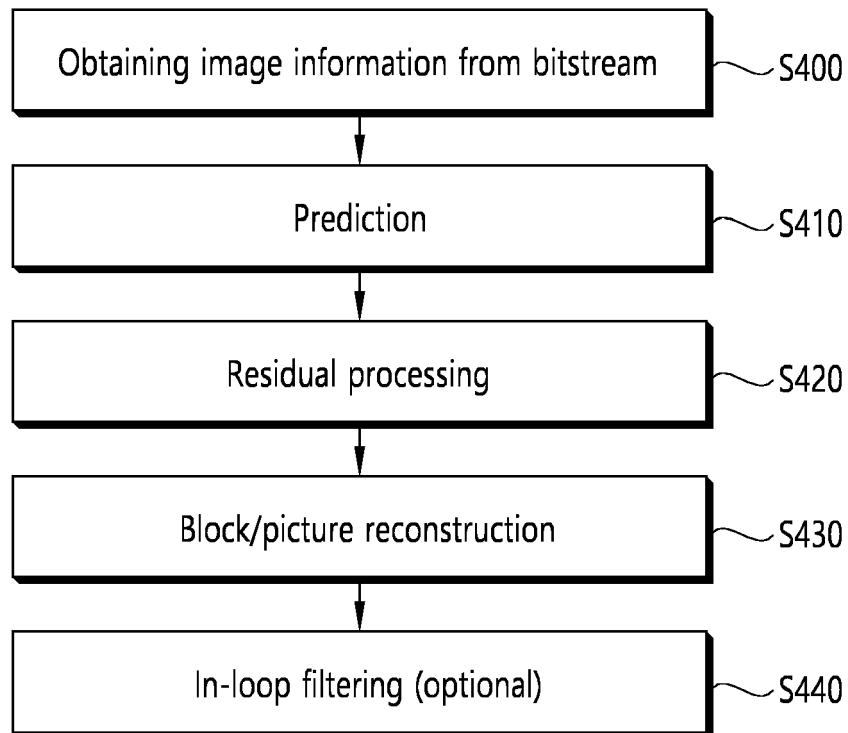 Obtaining image information from bitstream
S400
Prediction
S410
Residual processing
S420
Block/picture reconstruction
S430
In-loop filtering (optional)
S440